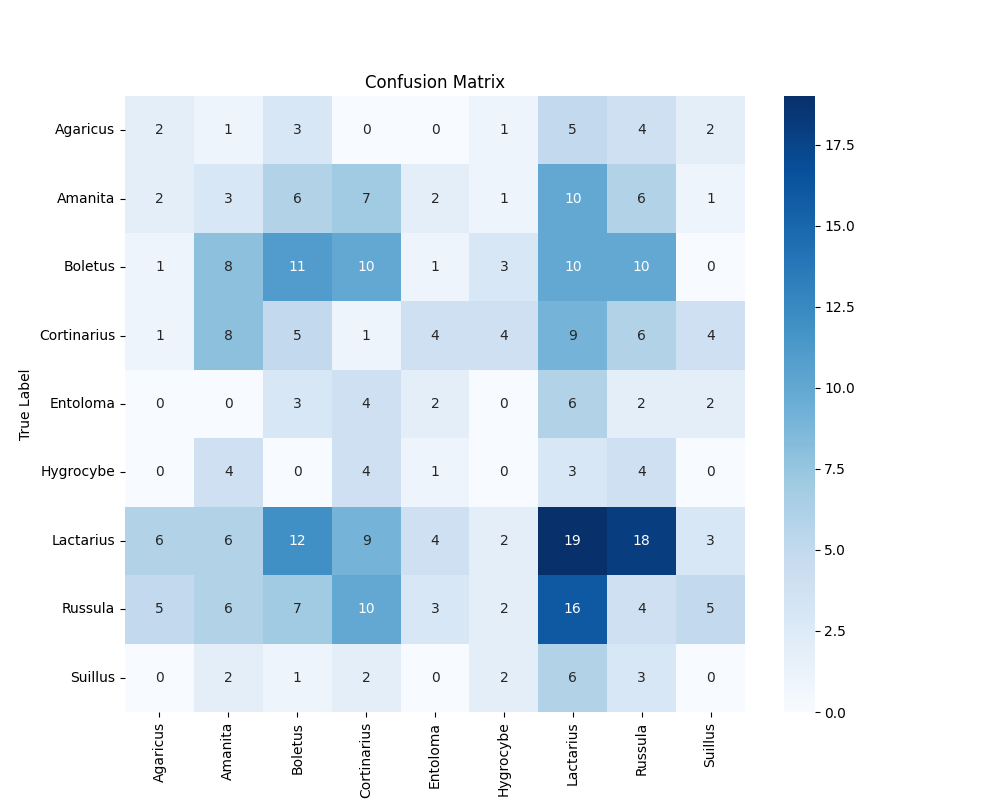 Confusion Matrix
Agaricus 2 1 3 0 0 1 5 4 2
Amanita 2 3 6 7 2 1 10 6 1
Boletus 1 8 11 10 1 3 10 10 0
Cortinarius 1 8 5 1 4 4 9 6 4
Entoloma 0 0 3 4 2 0 6 2 2
Hygrocybe 0 4 0 4 1 0 3 4 0
Lactarius 6 6 12 9 4 2 19 18 3
Russula 5 6 7 10 3 2 16 4 5
Suillus 0 2 1 2 0 2 6 3 0
True Label
Agaricus Amanita Boletus Cortinarius Entoloma Hygrocybe Lactarius Russula Suillus
17.5
15.0
12.5
10.0
7.5
5.0
2.5
0.0